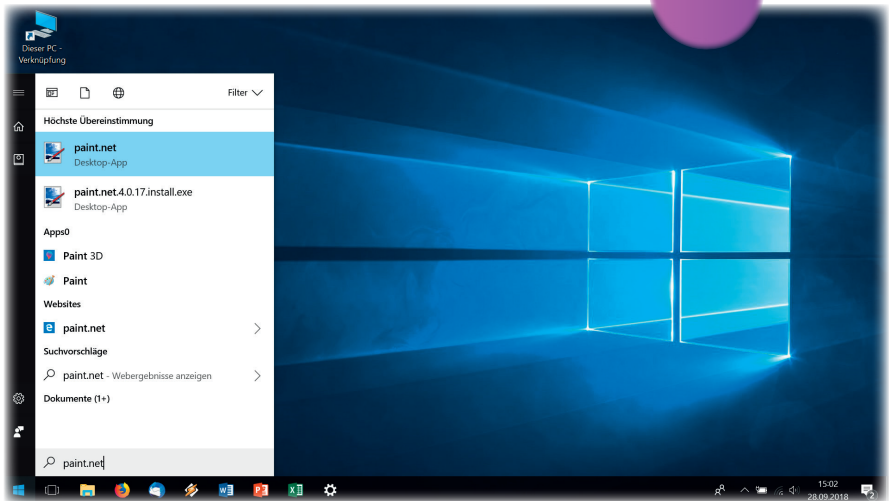 Dieser PC -
Verknüpfung
Filter
Höchste Übereinstimmung
paint.net
Desktop-App
paint.net.4.0.17.install.exe
Desktop-App
Apps0
Paint 3D
Paint
Websites
paint.net
Suchvorschläge
paint.net - Webergebnisse anzeigen
Dokumente (1+)
paint.net
15:02
28.09.2018
2